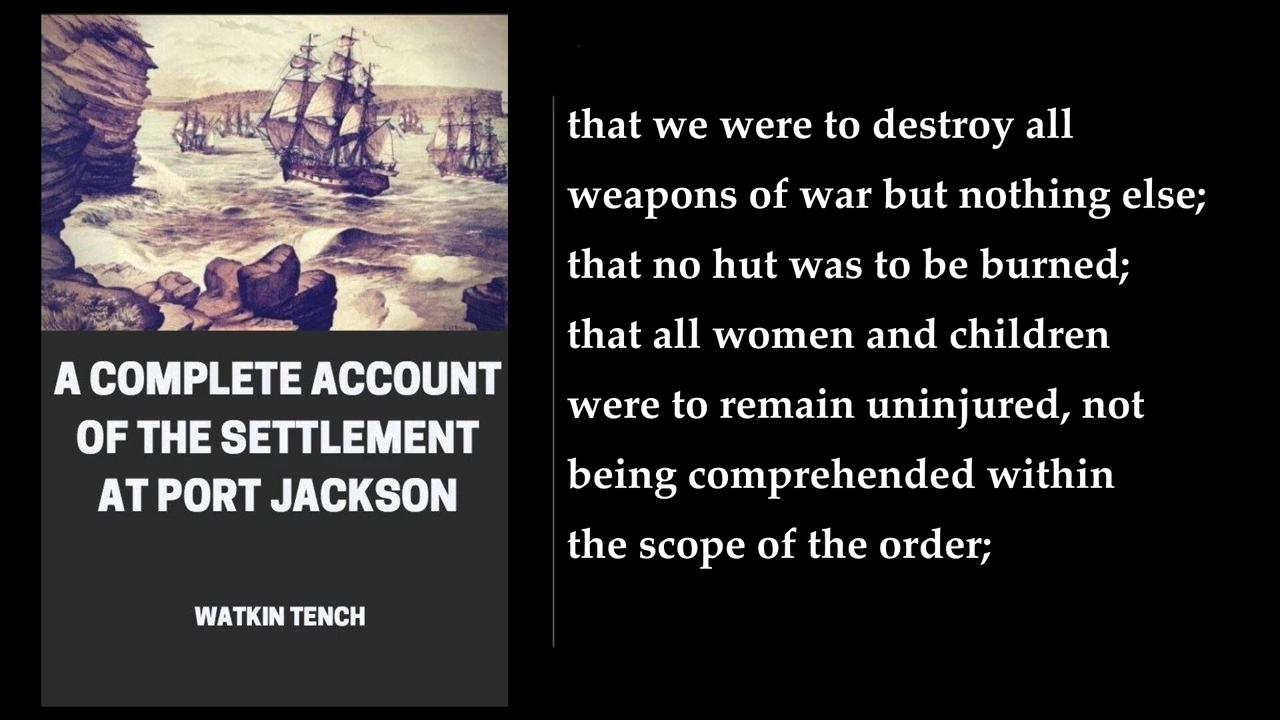 A COMPLETE ACCOUNT
OF THE SETTLEMENT
AT PORT JACKSON
WATKIN TENCH
that we were to destroy all
weapons of war but nothing else;
that no hut was to be burned;
that all women and children
were to remain uninjured, not
being comprehended within
the scope of the order;